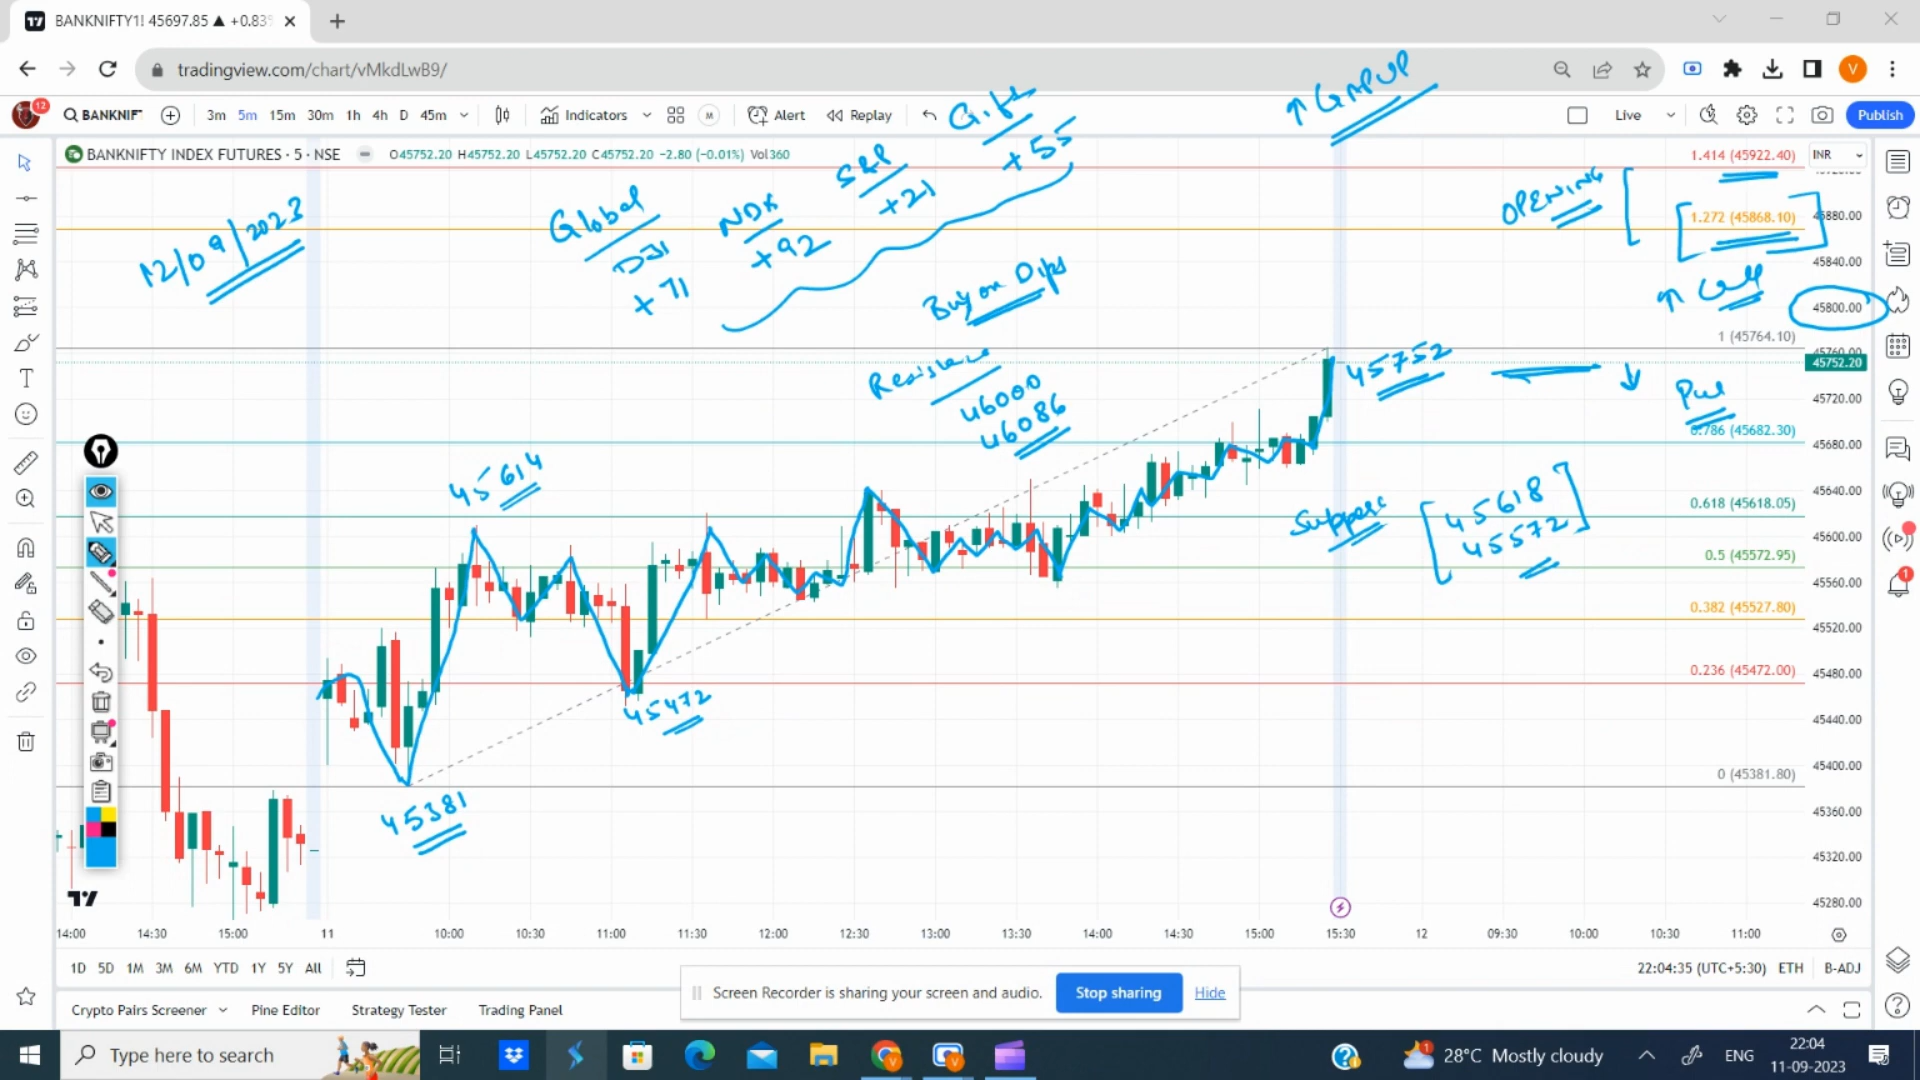 BANKNIFTY1! 45697.85 ▲ +0.83%
tradingview.com/chart/vMkdLwB9/
V
12
BANKNIFT
3m 5m 15m 30m 1h 4h D 45m
Indicators
M
Alert
Replay
Live
Publish
BANKNIFTY INDEX FUTURES · 5 · NSE
O45752.20 H45752.20 L45752.20 C45752.20 -2.80 (-0.01%) Vol360
INR
12/09/2023
Global
DJI
+71
NDX
+92
S&P
+21
Gift
+55
↑ GAPUP
OPENING
↑ Call
Buy on Dips
Resistance
46000
46086
45752
↓ Put
45614
45472
45381
45618
45572
1.414 (45922.40)
1.272 (45868.10)
1 (45764.10)
0.786 (45682.30)
0.618 (45618.05)
0.5 (45572.95)
0.382 (45527.80)
0.236 (45472.00)
0 (45381.80)
45880.00
45840.00
45800.00
45760.00
45752.20
45720.00
45680.00
45640.00
45600.00
45560.00
45520.00
45480.00
45440.00
45400.00
45360.00
45320.00
45280.00
1
14:00 14:30 15:00 11 10:00 10:30 11:00 11:30 12:00 12:30 13:00 13:30 14:00 14:30 15:00 15:30 12 09:30 10:00 10:30 11:00
1D 5D 1M 3M 6M YTD 1Y 5Y All
22:04:35 (UTC+5:30) ETH B-ADJ
Screen Recorder is sharing your screen and audio. Stop sharing Hide
Crypto Pairs Screener Pine Editor Strategy Tester Trading Panel
Type here to search
28°C Mostly cloudy
ENG
22:04
11-09-2023